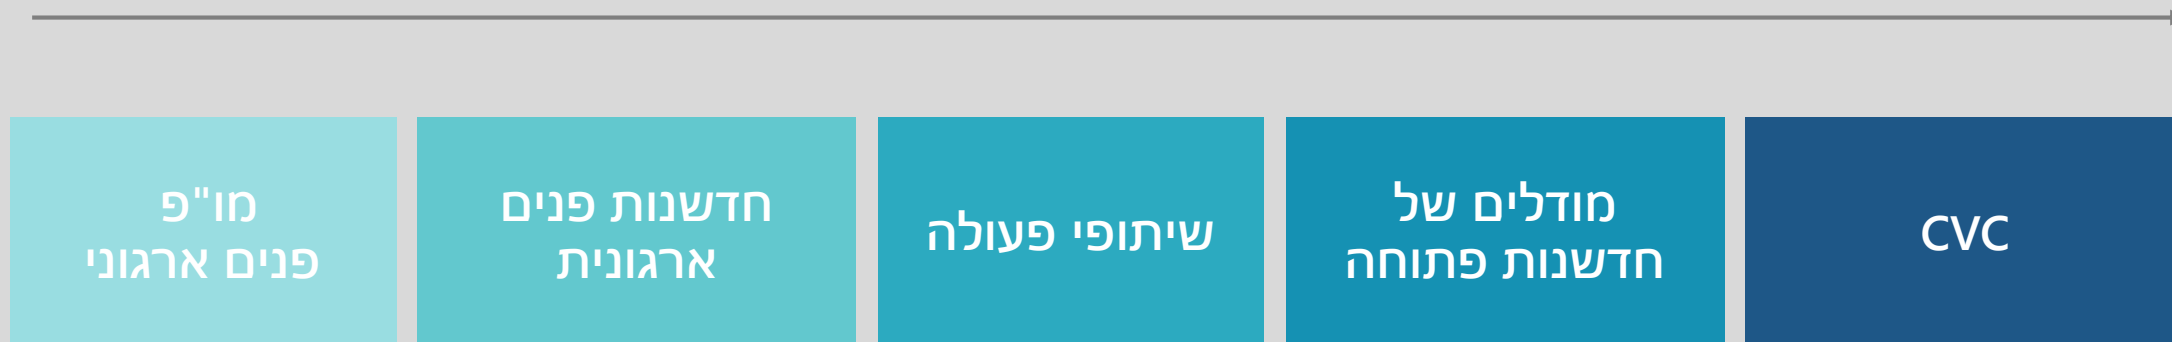 מו"פ
פנים ארגוני
חדשנות פנים
ארגונית
שיתופי פעולה
מודלים של
חדשנות פתוחה
CVC